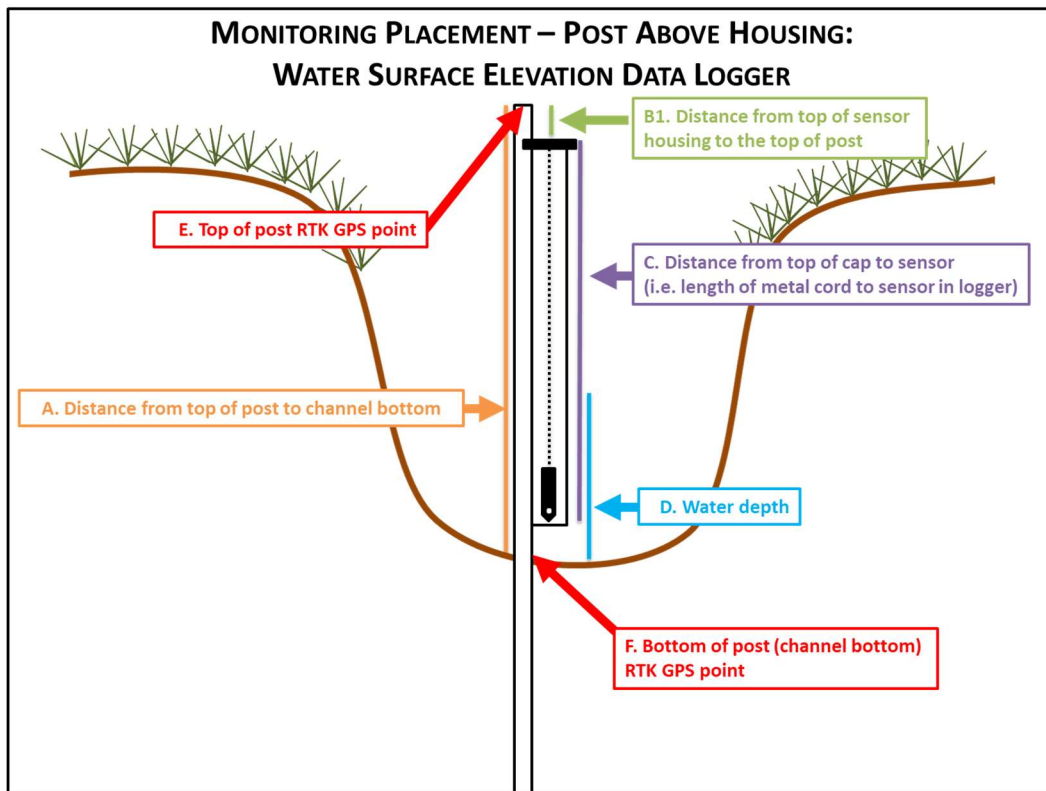 MONITORING PLACEMENT – POST ABOVE HOUSING:
WATER SURFACE ELEVATION DATA LOGGER
B1. Distance from top of sensor
housing to the top of post
E. Top of post RTK GPS point
C. Distance from top of cap to sensor
(i.e. length of metal cord to sensor in logger)
A. Distance from top of post to channel bottom
D. Water depth
F. Bottom of post (channel bottom)
RTK GPS point